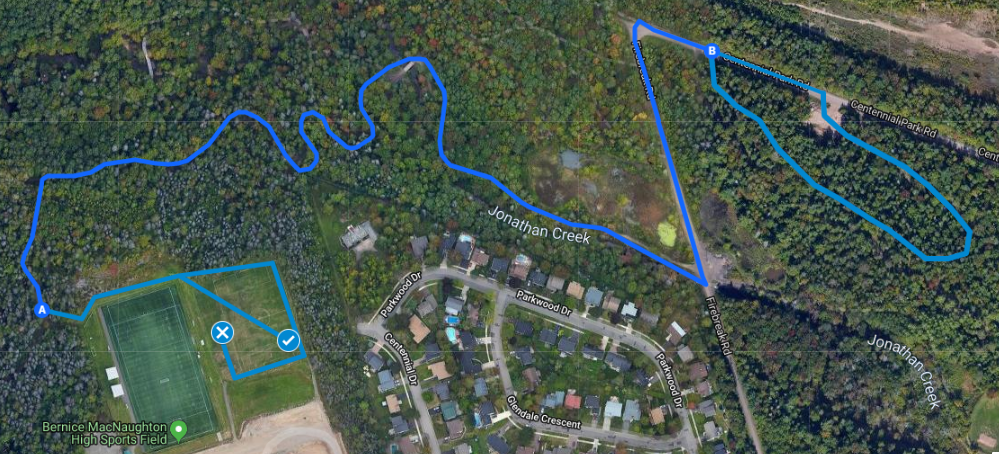 B
Centennial Park Rd
Centennial Park Rd
Cen
Jonathan Creek
A
Parkwood Dr
Parkwood Dr
Firebreak Rd
Centennial Dr
Parkwood Dr
Jonathan Creek
Glendale Crescent
Bernice MacNaughton
High Sports Field